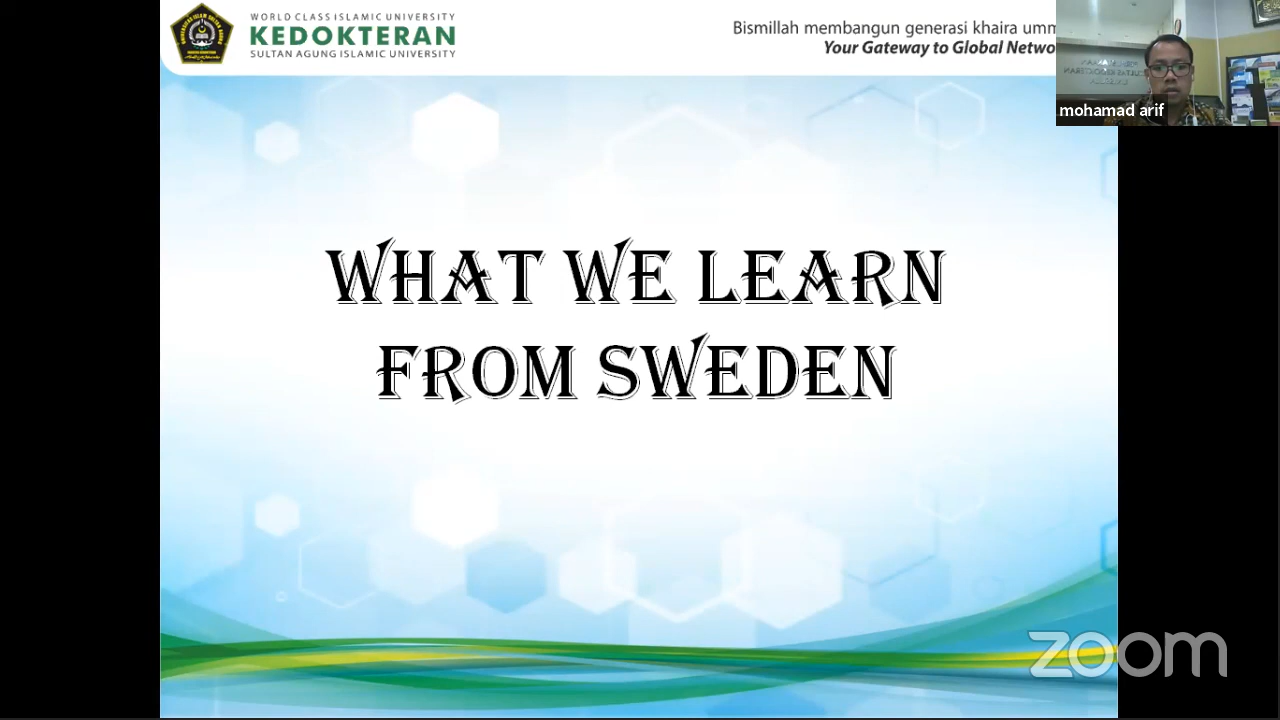 WORLD CLASS ISLAMIC UNIVERSITY
KEDOKTERAN
SULTAN AGUNG ISLAMIC UNIVERSITY
Bismillah membangun generasi khaira umm
Your Gateway to Global Netwo
mohamad arif
WHAT WE LEARN
FROM SWEDEN
zoom